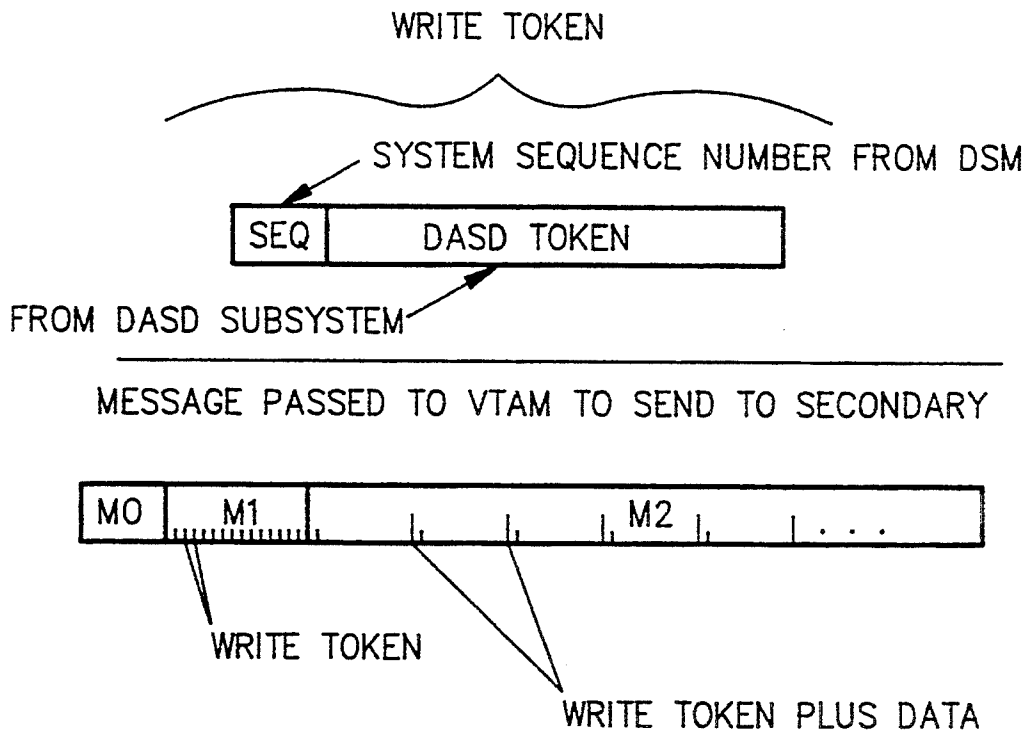 WRITE TOKEN
SYSTEM SEQUENCE NUMBER FROM DSM
SEQ DASD TOKEN
FROM DASD SUBSYSTEM
MESSAGE PASSED TO VTAM TO SEND TO SECONDARY
M0 M1 M2 . . .
WRITE TOKEN
WRITE TOKEN PLUS DATA